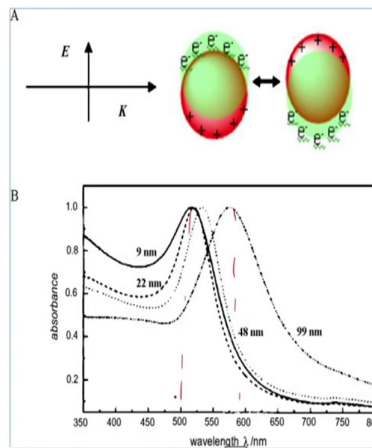 A
E
K
e- e- e- e- e-
+ + + + +
+ + + + +
e- e- e- e- e-
B
absorbance
1.0
0.8
0.6
0.4
0.2
9 nm
22 nm
48 nm
99 nm
350 400 450 500 550 600 650 700 750 800
wavelength λ /nm